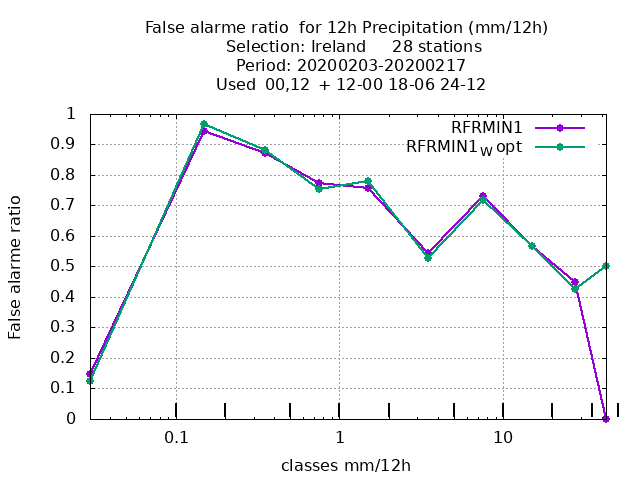 False alarme ratio  for 12h Precipitation (mm/12h)
Selection: Ireland     28 stations
Period: 20200203-20200217
Used  00,12  + 12-00 18-06 24-12
RFRMIN1
RFRMIN1W opt
False alarme ratio
1
0.9
0.8
0.7
0.6
0.5
0.4
0.3
0.2
0.1
0
0.1 1 10
classes mm/12h